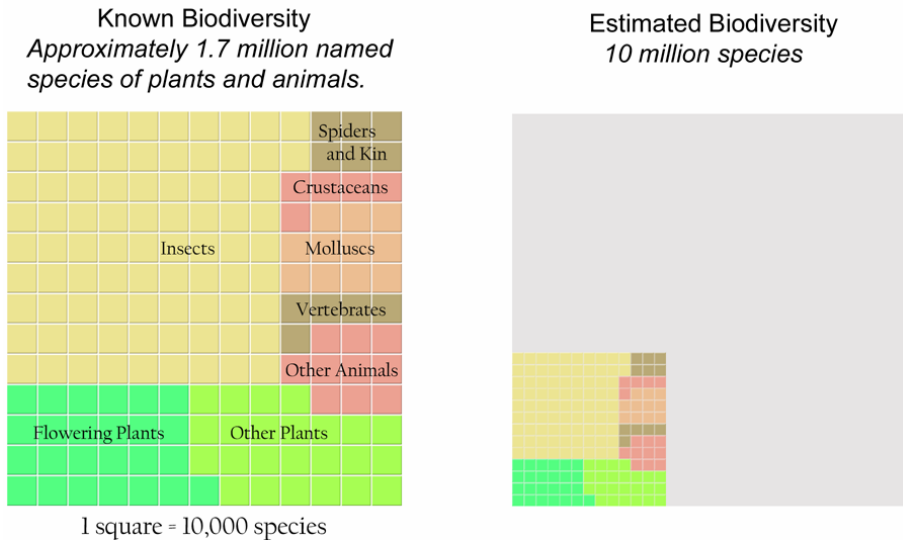 Known Biodiversity
Approximately 1.7 million named
species of plants and animals.
Estimated Biodiversity
10 million species
Spiders
and Kin
Crustaceans
Insects
Molluscs
Vertebrates
Other Animals
Flowering Plants
Other Plants
1 square = 10,000 species